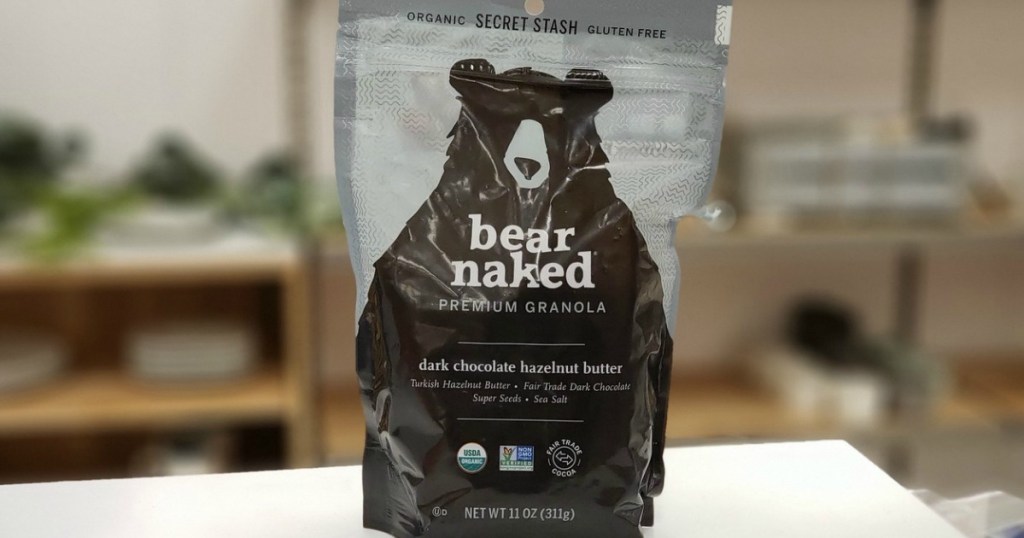 ORGANIC SECRET STASH GLUTEN FREE
bear
naked
PREMIUM GRANOLA
dark chocolate hazelnut butter
Turkish Hazelnut Butter • Fair Trade Dark Chocolate
Super Seeds • Sea Salt
USDA
ORGANIC
NON
GMO
VERIFIED
FAIR TRADE
COCOA
UD
NET WT 11 OZ (311g)